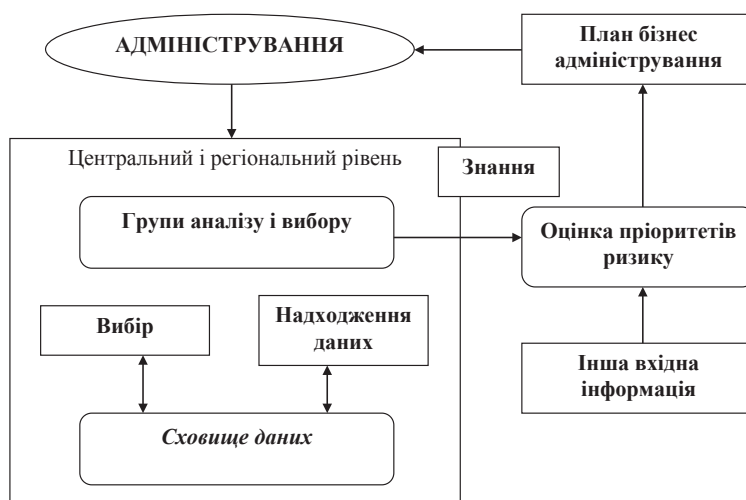 АДМІНІСТРУВАННЯ
План бізнес
адміністрування
Центральний і регіональний рівень
Знання
Групи аналізу і вибору
Оцінка пріоритетів
ризику
Вибір
Надходження
даних
Інша вхідна
інформація
Сховище даних